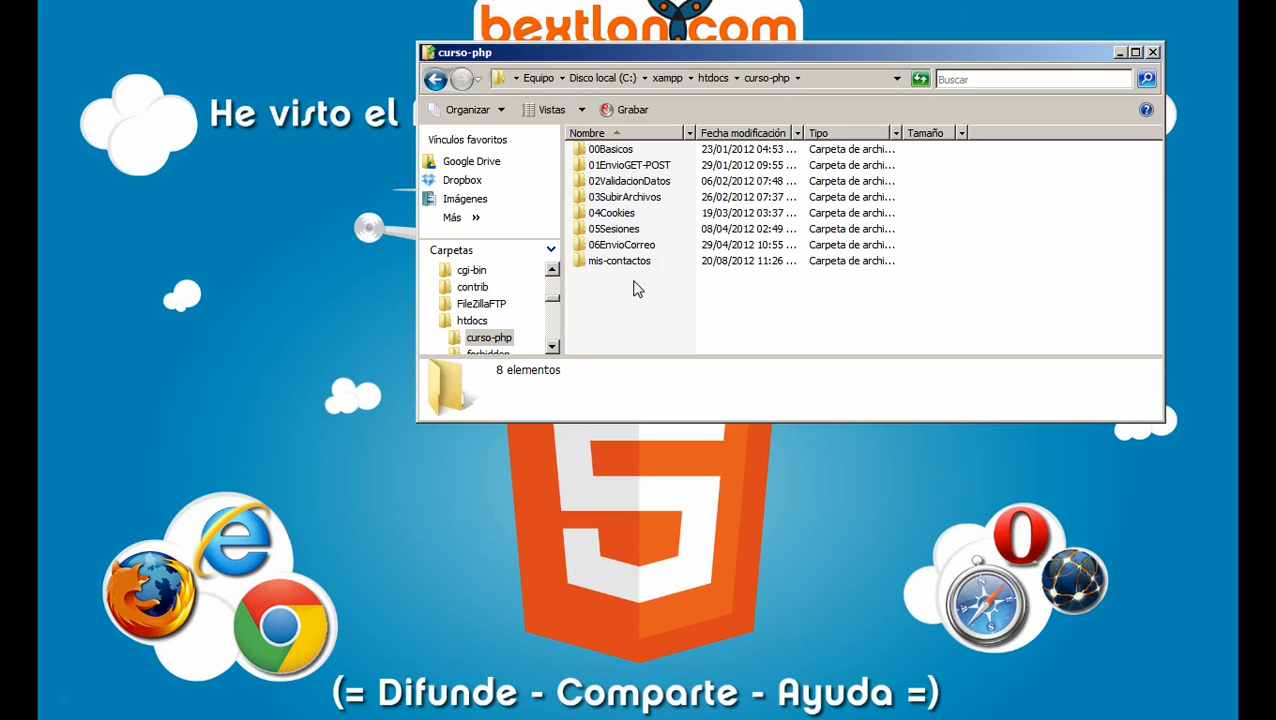 bextlan.com
He visto el
curso-php
Equipo Disco local (C:) xampp htdocs curso-php
Buscar
Organizar Vistas Grabar
Vínculos favoritos
Google Drive
Dropbox
Imágenes
Más »
Carpetas
cgi-bin
contrib
FileZillaFTP
htdocs
curso-php
forbidden
Nombre Fecha modificación Tipo Tamaño
00Basicos 23/01/2012 04:53 ... Carpeta de archi...
01EnvioGET-POST 29/01/2012 09:55 ... Carpeta de archi...
02ValidacionDatos 06/02/2012 07:48 ... Carpeta de archi...
03SubirArchivos 26/02/2012 07:37 ... Carpeta de archi...
04Cookies 19/03/2012 03:37 ... Carpeta de archi...
05Sesiones 08/04/2012 02:49 ... Carpeta de archi...
06EnvioCorreo 29/04/2012 10:55 ... Carpeta de archi...
mis-contactos 20/08/2012 11:26 ... Carpeta de archi...
8 elementos
(= Difunde - Comparte - Ayuda =)